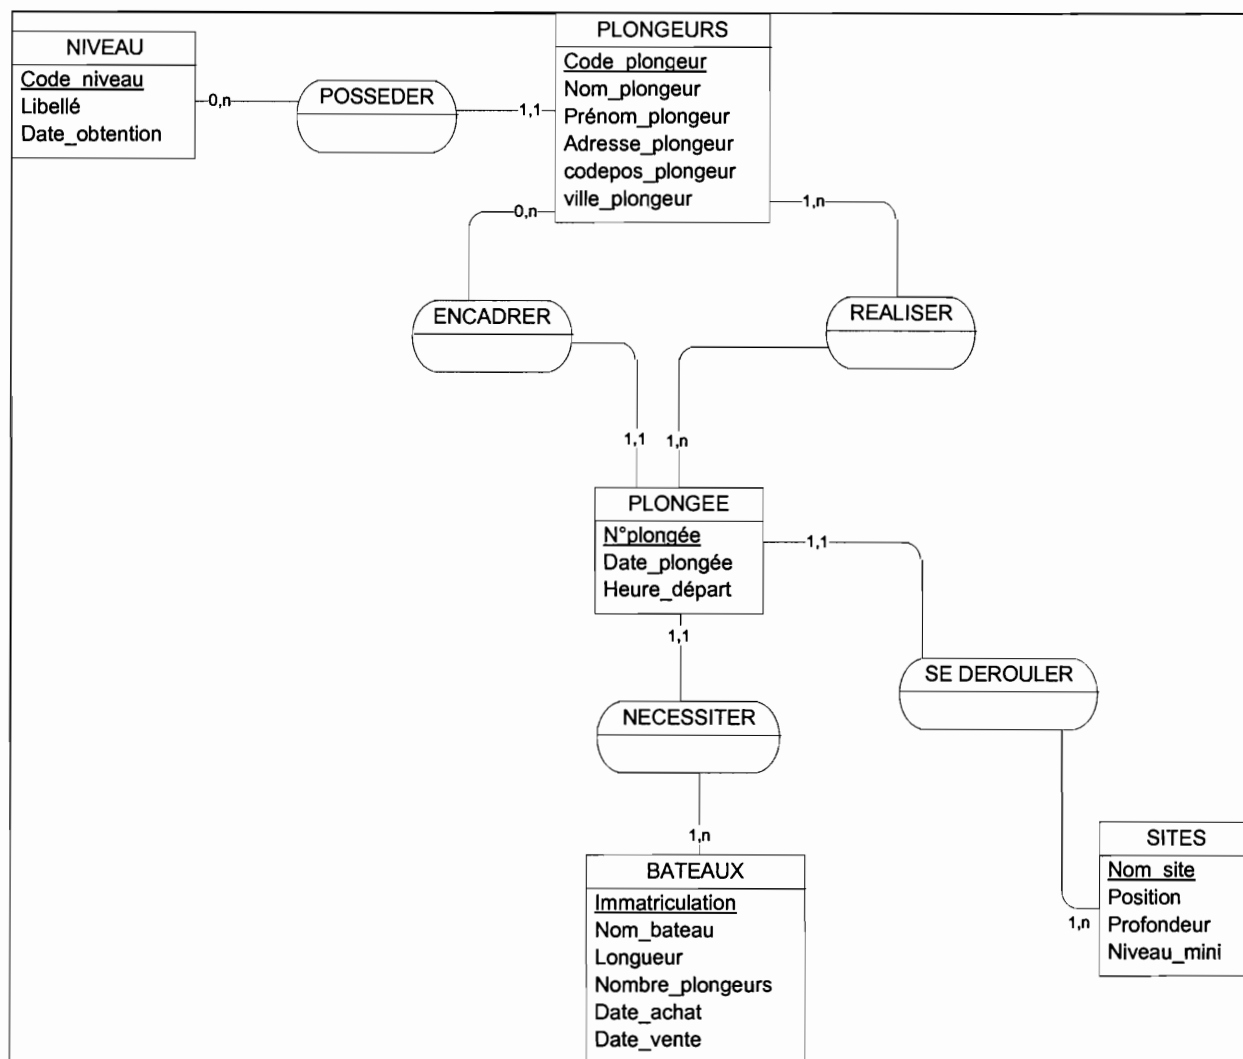 NIVEAU
Code_niveau
Libellé
Date_obtention
0,n
POSSEDER
1,1
PLONGEURS
Code_plongeur
Nom_plongeur
Prénom_plongeur
Adresse_plongeur
codepos_plongeur
ville_plongeur
0,n
1,n
ENCADRER
REALISER
1,1
1,n
PLONGEE
N°plongée
Date_plongée
Heure_départ
1,1
1,1
SE DEROULER
NECESSITER
1,n
BATEAUX
Immatriculation
Nom_bateau
Longueur
Nombre_plongeurs
Date_achat
Date_vente
1,n
SITES
Nom_site
Position
Profondeur
Niveau_mini